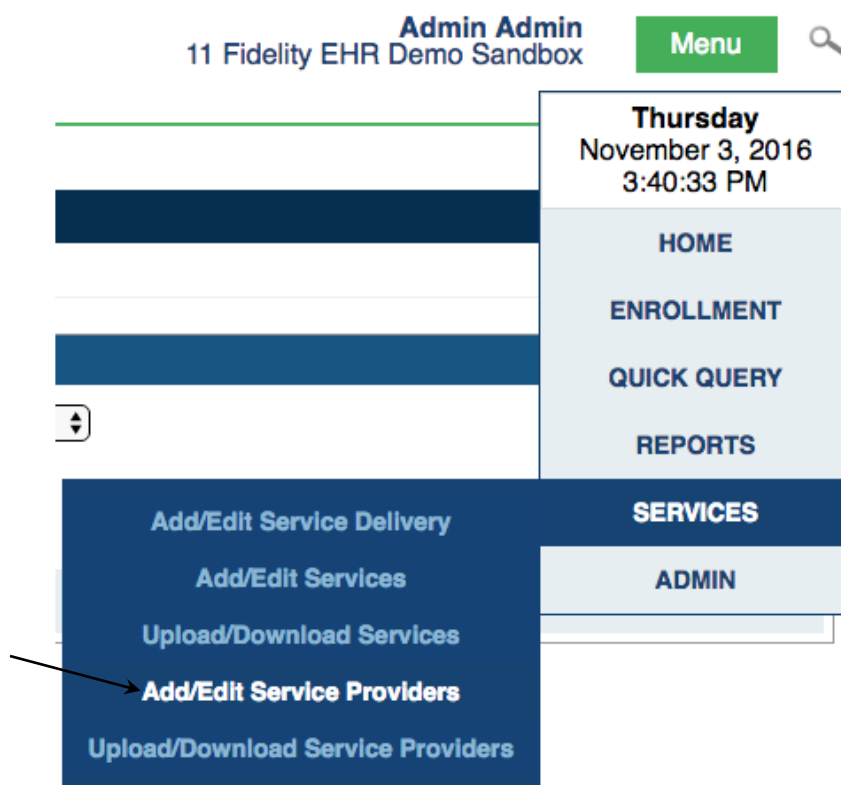 Admin Admin
11 Fidelity EHR Demo Sandbox
Menu
Thursday
November 3, 2016
3:40:33 PM
HOME
ENROLLMENT
QUICK QUERY
REPORTS
SERVICES
ADMIN
Add/Edit Service Delivery
Add/Edit Services
Upload/Download Services
Add/Edit Service Providers
Upload/Download Service Providers